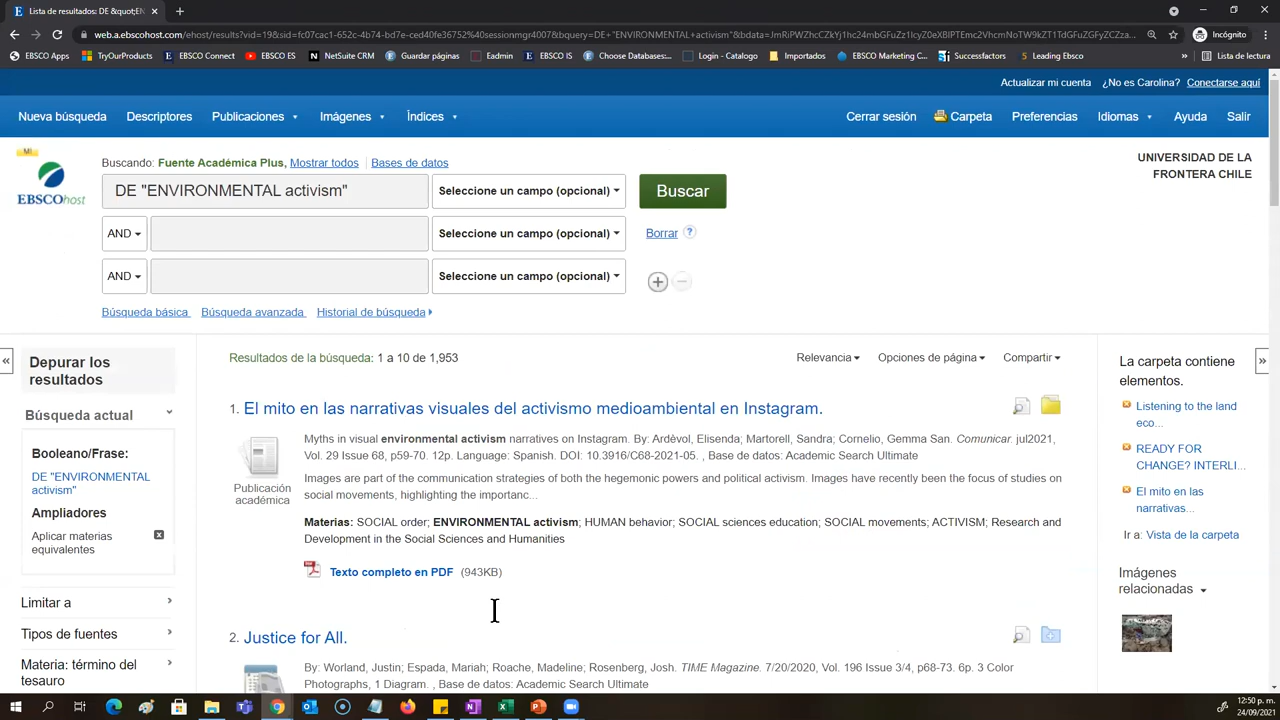 Lista de resultados: DE &quot;EN
web.a.ebscohost.com/ehost/results?vid=19&sid=fc07cac1-652c-4b74-bd7e-ced40fe36752%40sessionmgr4007&bquery=DE+"ENVIRONMENTAL+activism"&bdata=
Incógnito
EBSCO Apps
TryOurProducts
EBSCO Connect
EBSCO ES
NetSuite CRM
Guardar páginas
Eadmin
Choose Databases:...
Login - Catalogo
Importados
EBSCO Marketing C...
Successfactors
Leading Ebsco
»
Lista de lectura
Actualizar mi cuenta ¿No es Carolina? Conectarse aquí
Nueva búsqueda Descriptores Publicaciones Imágenes Índices Cerrar sesión Carpeta Preferencias Idiomas Ayuda Salir
EBSCOhost
Buscando: Fuente Académica Plus, Mostrar todos | Bases de datos
UNIVERSIDAD DE LA
FRONTERA CHILE
DE "ENVIRONMENTAL activism" Seleccione un campo (opcional) Buscar
AND Seleccione un campo (opcional) Borrar ?
AND Seleccione un campo (opcional)
Búsqueda básica Búsqueda avanzada Historial de búsqueda
«
Depurar los
resultados
Búsqueda actual
Booleano/Frase:
DE "ENVIRONMENTAL
activism"
Ampliadores
Aplicar materias
equivalentes
Limitar a
Tipos de fuentes
Materia: término del
tesauro
Resultados de la búsqueda: 1 a 10 de 1,953
Relevancia Opciones de página Compartir
1. El mito en las narrativas visuales del activismo medioambiental en Instagram.
Publicación
académica
Myths in visual environmental activism narratives on Instagram. By: Ardèvol, Elisenda; Martorell, Sandra; Cornelio, Gemma San. Comunicar. jul2021,
Vol. 29 Issue 68, p59-70. 12p. Language: Spanish. DOI: 10.3916/C68-2021-05. , Base de datos: Academic Search Ultimate
Images are part of the communication strategies of both the hegemonic powers and political activism. Images have recently been the focus of studies on
social movements, highlighting the importanc...
Materias: SOCIAL order; ENVIRONMENTAL activism; HUMAN behavior; SOCIAL sciences education; SOCIAL movements; ACTIVISM; Research and
Development in the Social Sciences and Humanities
Texto completo en PDF (943KB)
2. Justice for All.
By: Worland, Justin; Espada, Mariah; Roache, Madeline; Rosenberg, Josh. TIME Magazine. 7/20/2020, Vol. 196 Issue 3/4, p68-73. 6p. 3 Color
Photographs, 1 Diagram. , Base de datos: Academic Search Ultimate
»
La carpeta contiene
elementos.
Listening to the land
eco...
READY FOR
CHANGE? INTERLI...
El mito en las
narrativas...
Ir a: Vista de la carpeta
Imágenes
relacionadas
12:50 p. m.
24/09/2021